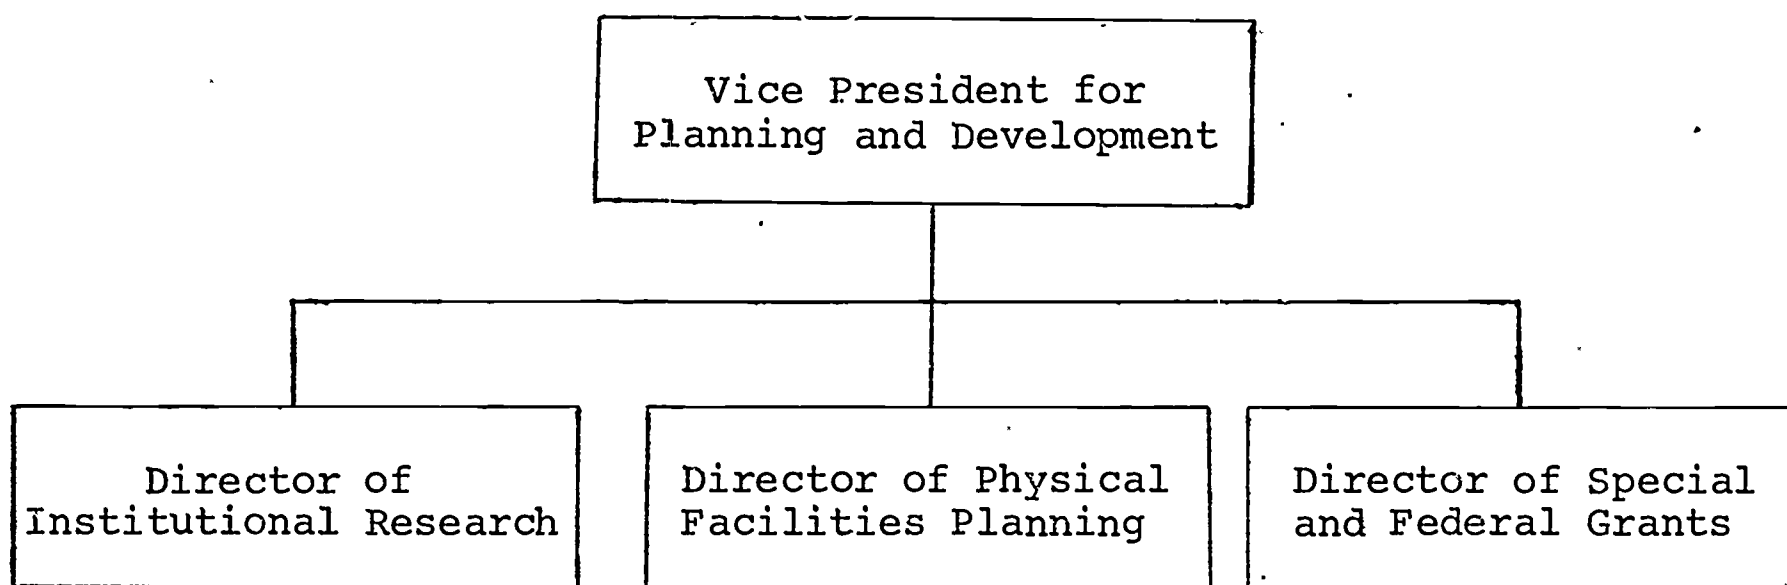 Vice President for
Planning and Development
Director of
Institutional Research
Director of Physical
Facilities Planning
Director of Special
and Federal Grants